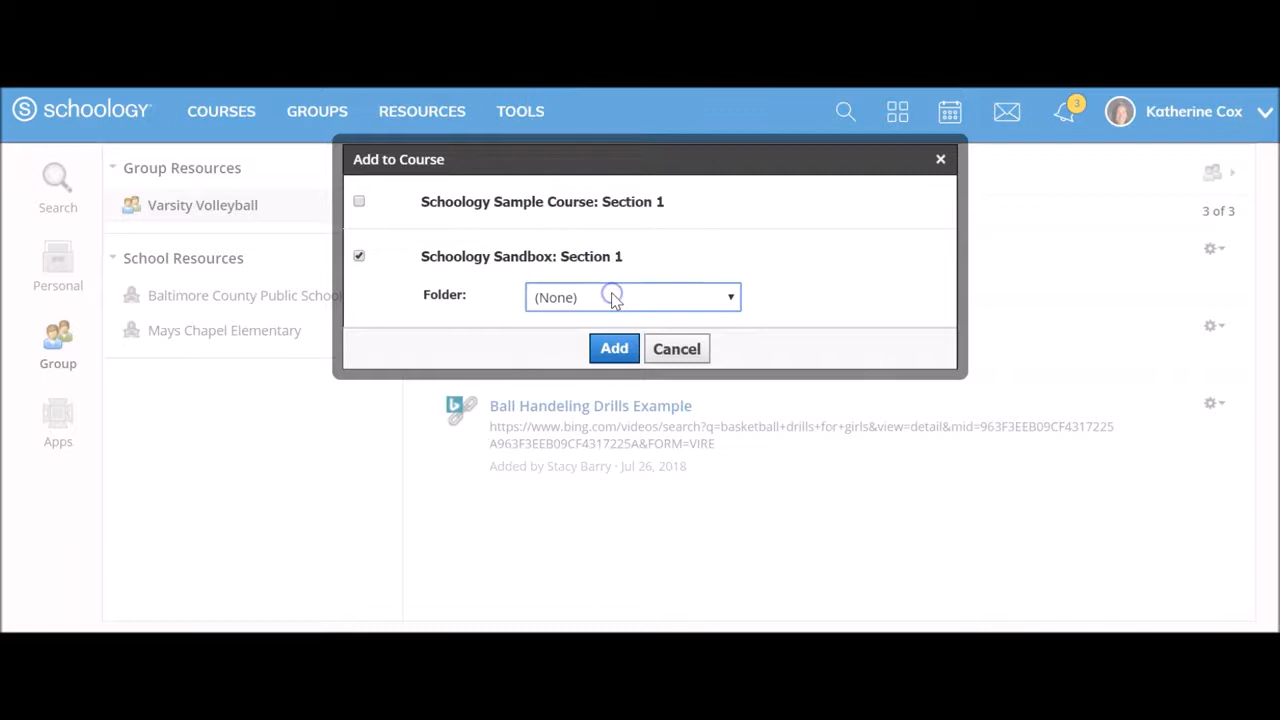 schoology
COURSES
GROUPS
RESOURCES
TOOLS
3
Katherine Cox
Add to Course
Search
Group Resources
Varsity Volleyball
3 of 3
Schoology Sample Course: Section 1
Personal
School Resources
Baltimore County Public Schoo
Mays Chapel Elementary
Schoology Sandbox: Section 1
Folder:
(None)
Add
Cancel
Group
Apps
Ball Handeling Drills Example
https://www.bing.com/videos/search?q=basketball+drills+for+girls&view=detail&mid=963F3EEB09CF4317225
A963F3EEB09CF4317225A&FORM=VIRE
Added by Stacy Barry · Jul 26, 2018